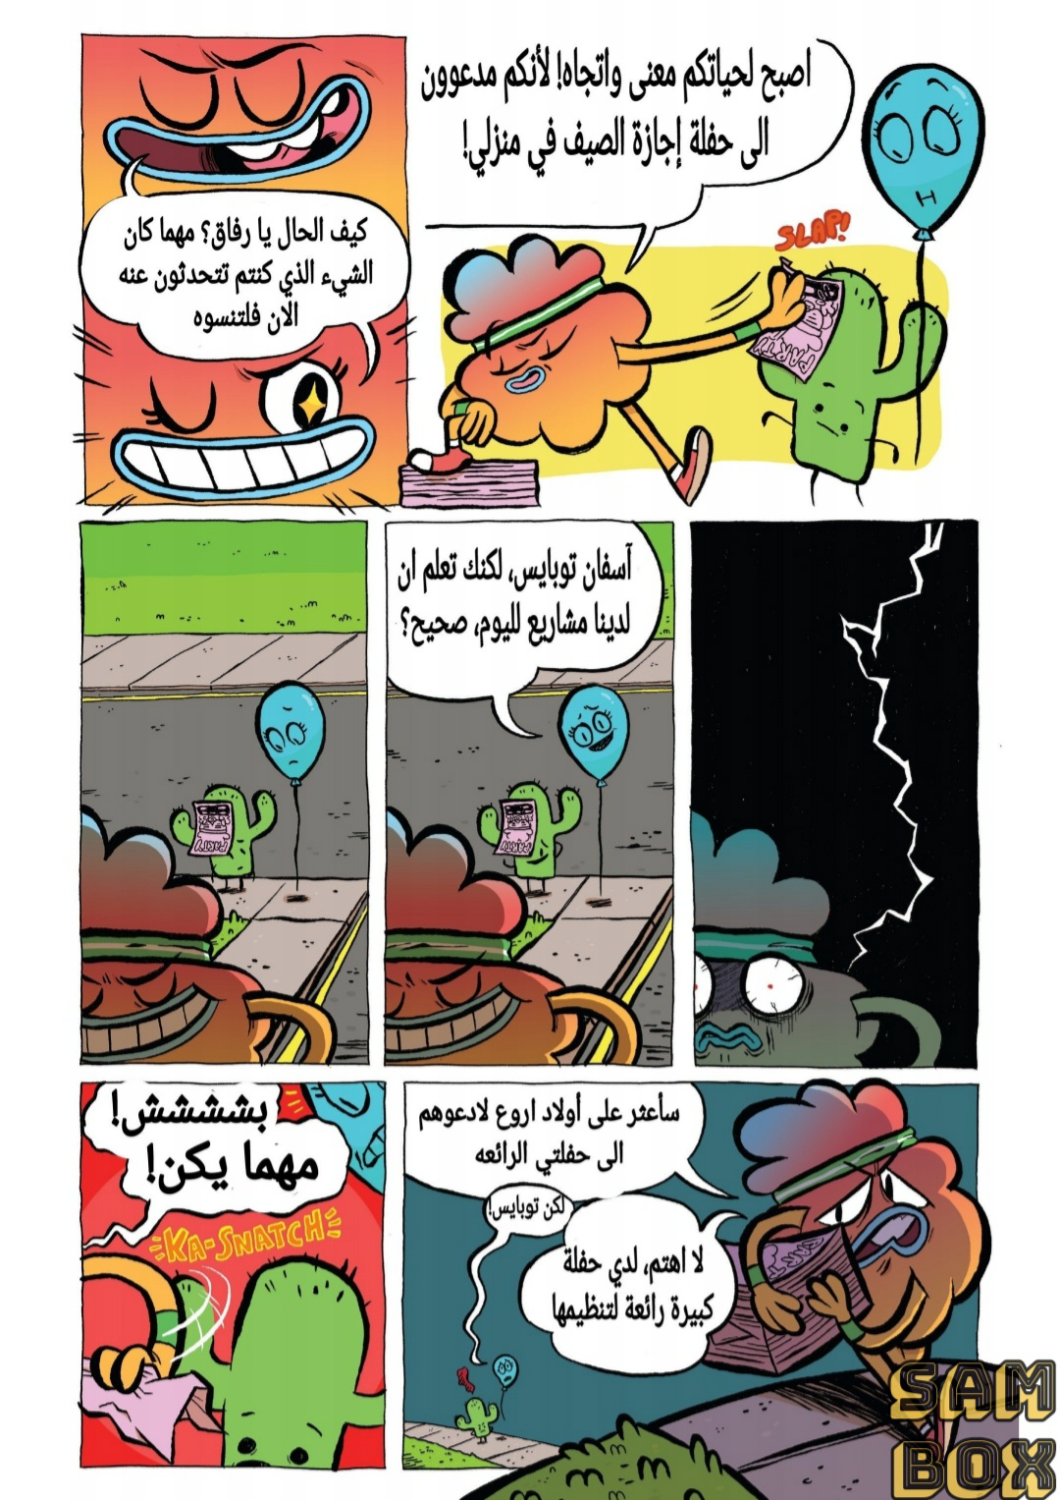 كيف الحال يا رفاق؟ مهما كان
الشيء الذي كنتم تتحدثون عنه
الان فلتنسوه
اصبح لحياتكم معنى واتجاه! لأنكم مدعوون
الى حفلة إجازة الصيف في منزلي!
SLAP!
PARTY
آسفان توبايس، لكنك تعلم ان
لدينا مشاريع لليوم، صحيح؟
بشششش!
مهما يكن!
KA-SNATCH
سأعثر على أولاد اروع لادعوهم
الى حفلتي الرائعه
لكن توبايس!
لا اهتم، لدي حفلة
كبيرة رائعة لتنظيمها
SAM
BOX